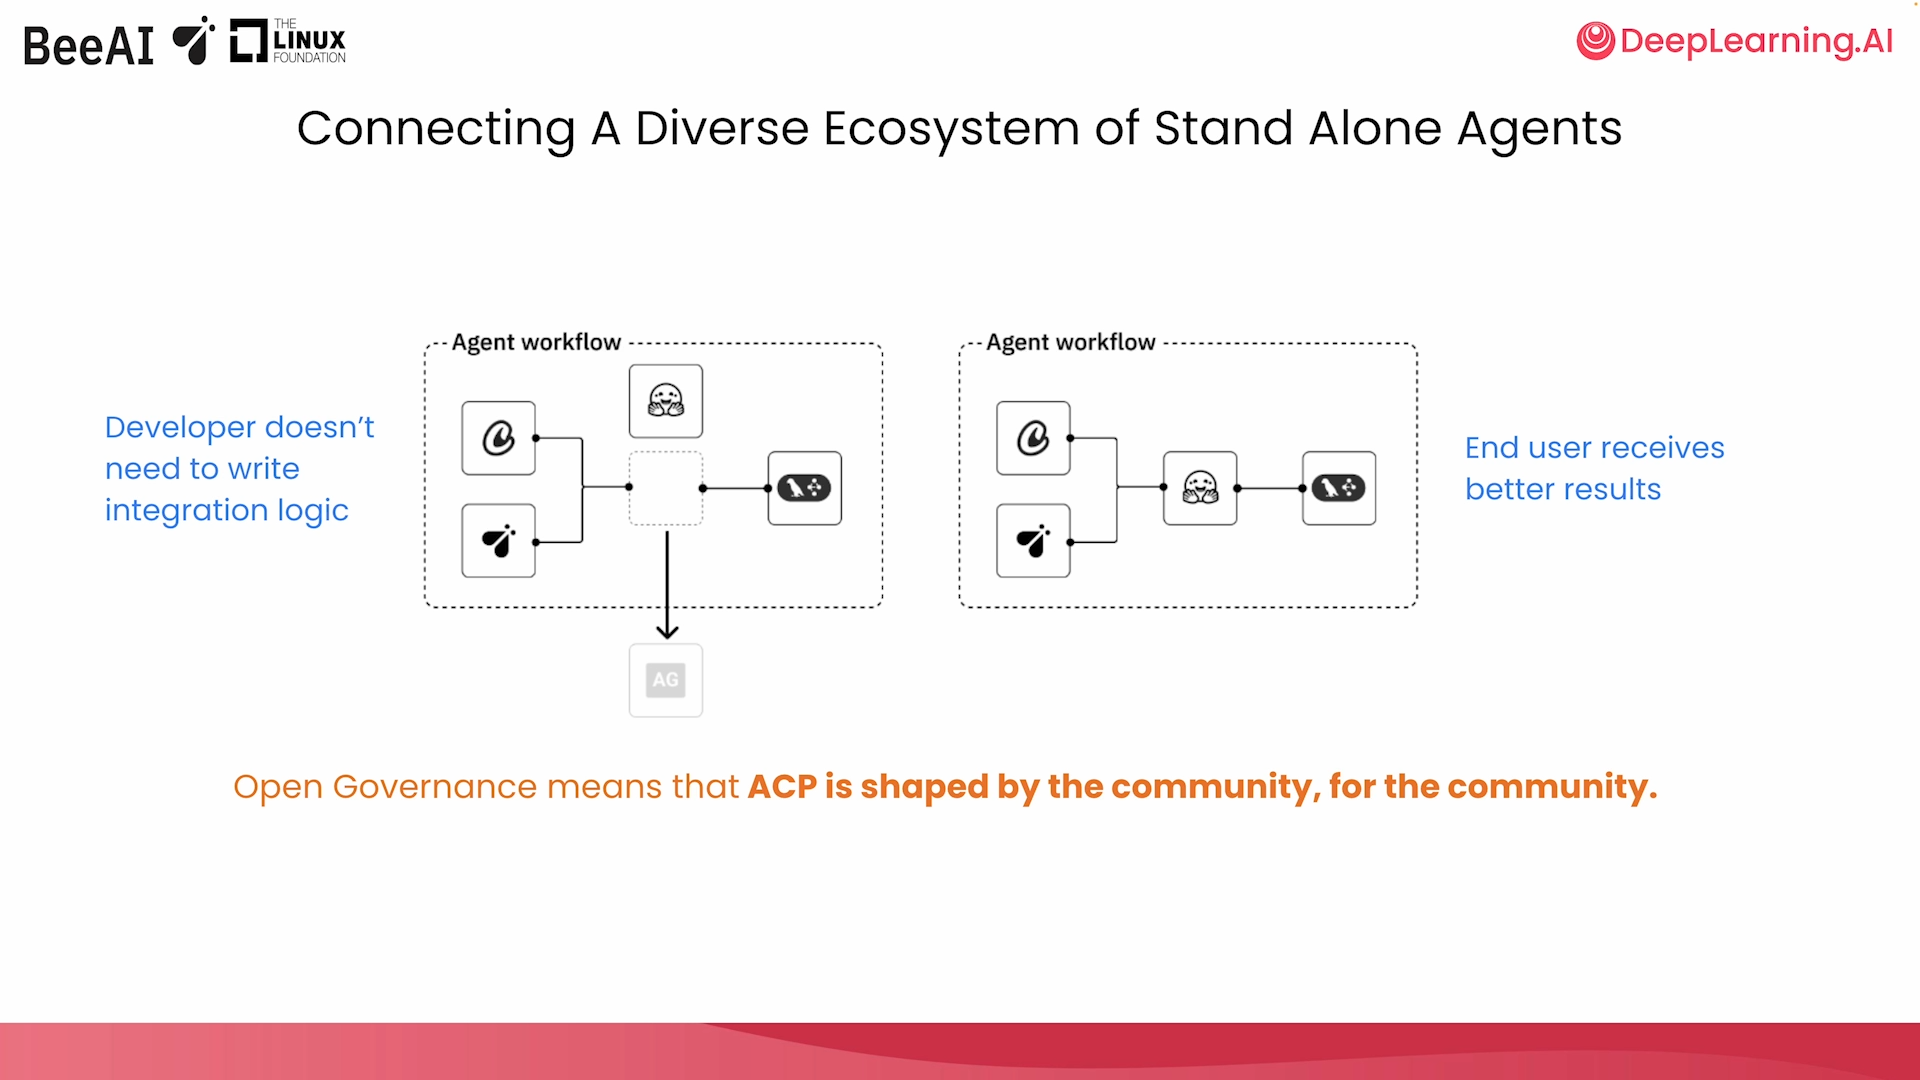 BeeAI
THE
LINUX
FOUNDATION
DeepLearning.AI
Connecting A Diverse Ecosystem of Stand Alone Agents
Developer doesn't
need to write
integration logic
Agent workflow
AG
Agent workflow
End user receives
better results
Open Governance means that ACP is shaped by the community, for the community.